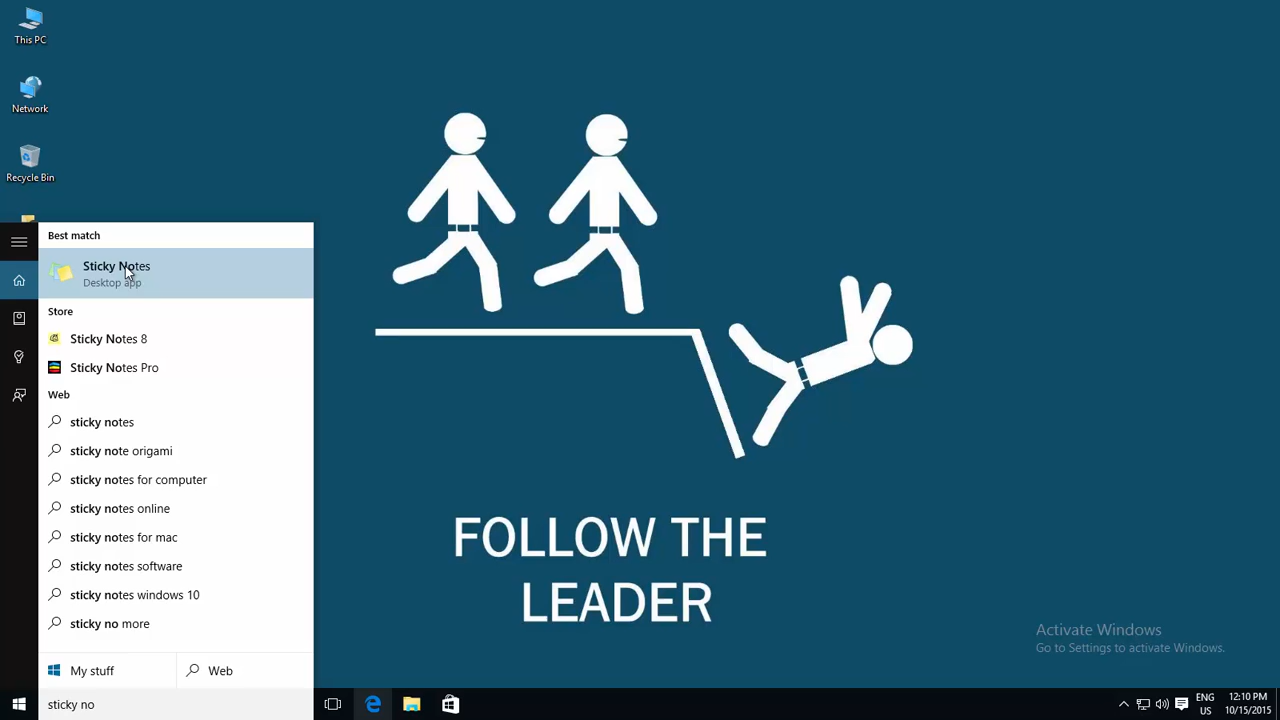 This PC
Network
Recycle Bin
Best match
Sticky Notes
Desktop app
Store
Sticky Notes 8
Sticky Notes Pro
Web
sticky notes
sticky note origami
sticky notes for computer
sticky notes online
sticky notes for mac
sticky notes software
sticky notes windows 10
sticky no more
My stuff
Web
sticky no
FOLLOW THE
LEADER
Activate Windows
Go to Settings to activate Windows.
ENG
US
12:10 PM
10/15/2015